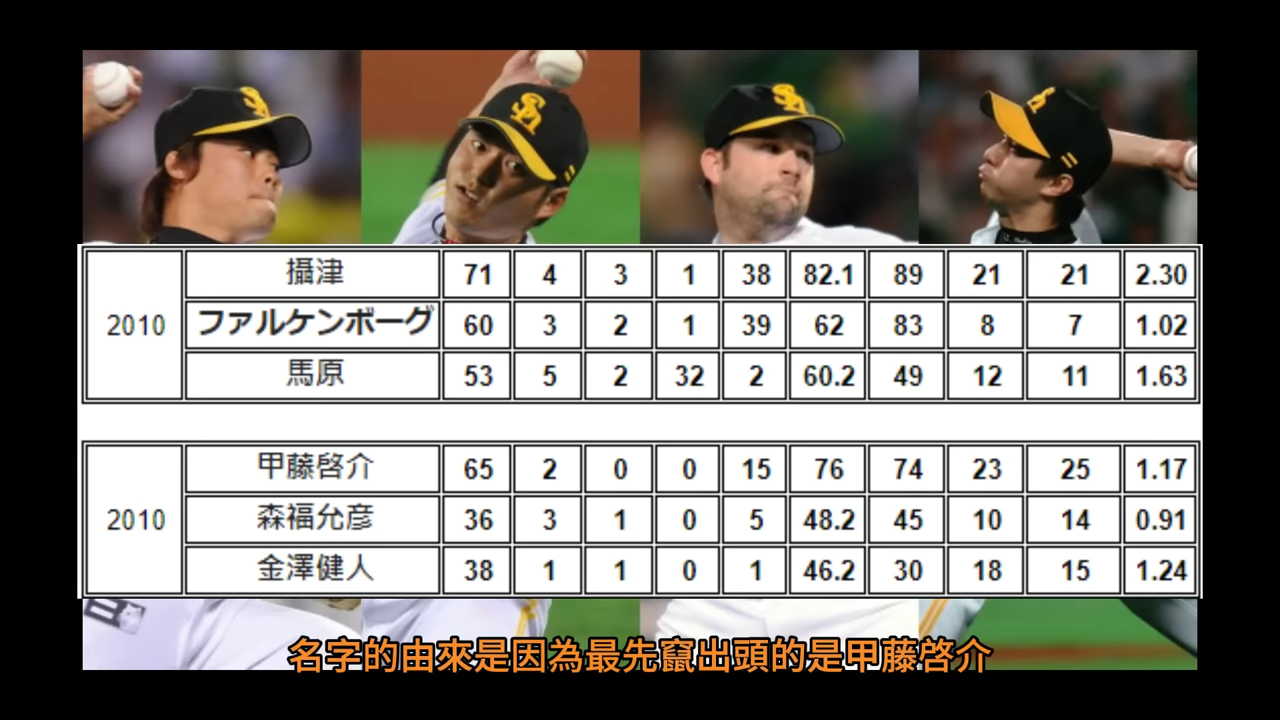 2010 攝津 71 4 3 1 38 82.1 89 21 21 2.30
ファルケンボーグ 60 3 2 1 39 62 83 8 7 1.02
馬原 53 5 2 32 2 60.2 49 12 11 1.63
2010 甲藤啓介 65 2 0 0 15 76 74 23 25 1.17
森福允彦 36 3 1 0 5 48.2 45 10 14 0.91
金澤健人 38 1 1 0 1 46.2 30 18 15 1.24
名字的由來是因為最先竄出頭的是甲藤啓介